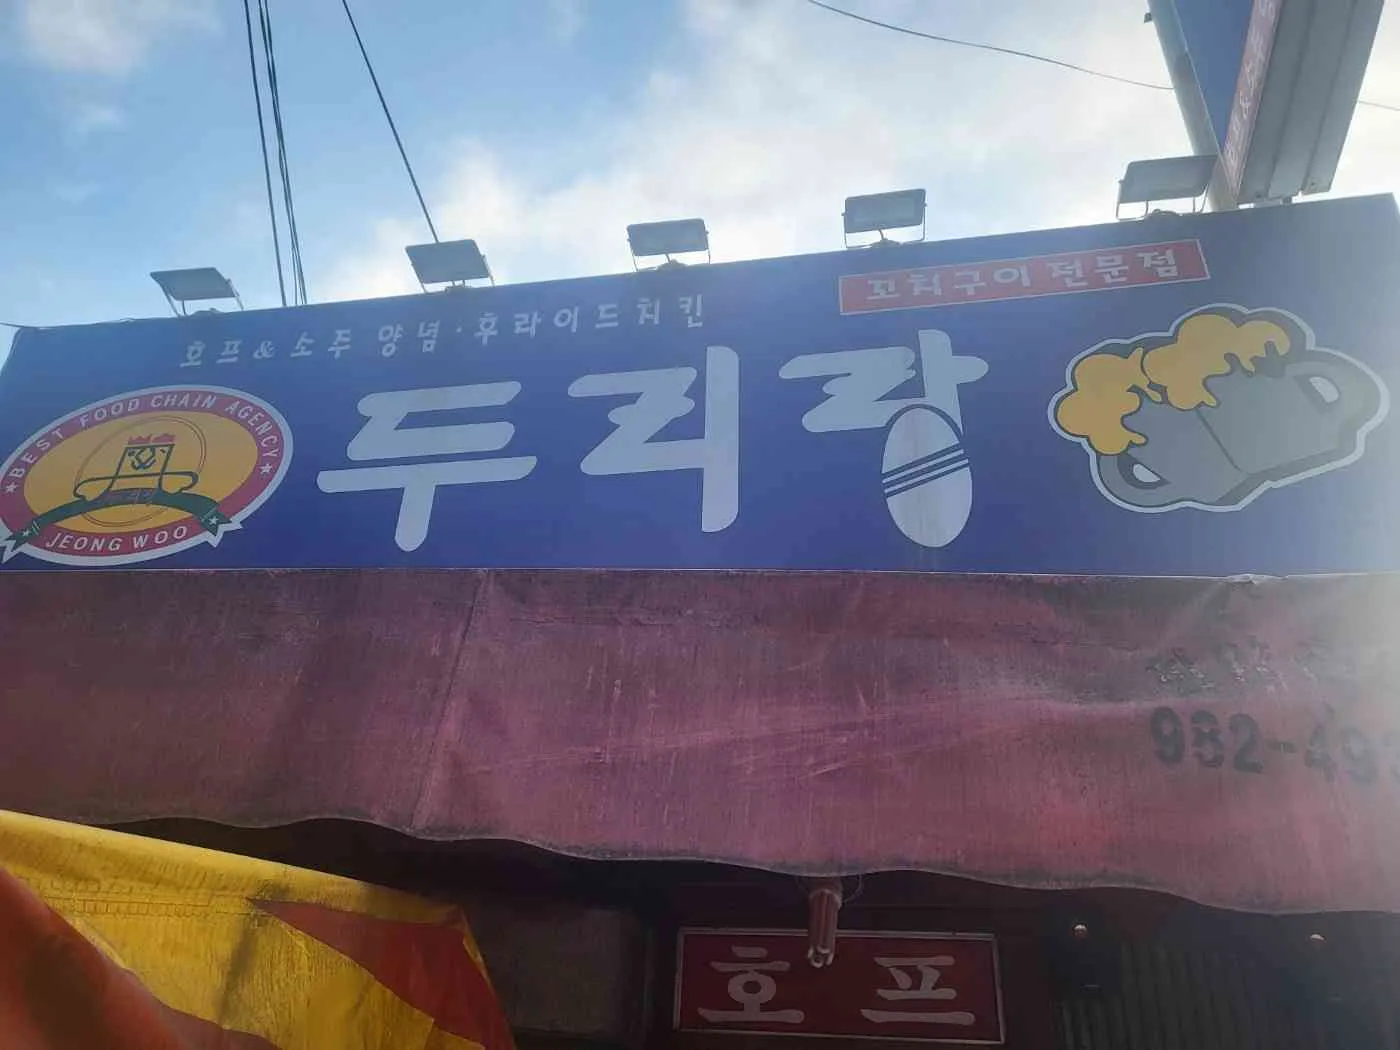 호프&소주 양념·후라이드치킨
꼬치구이 전문점
BEST FOOD CHAIN AGENCY
JEONG WOO
두리랑
호프